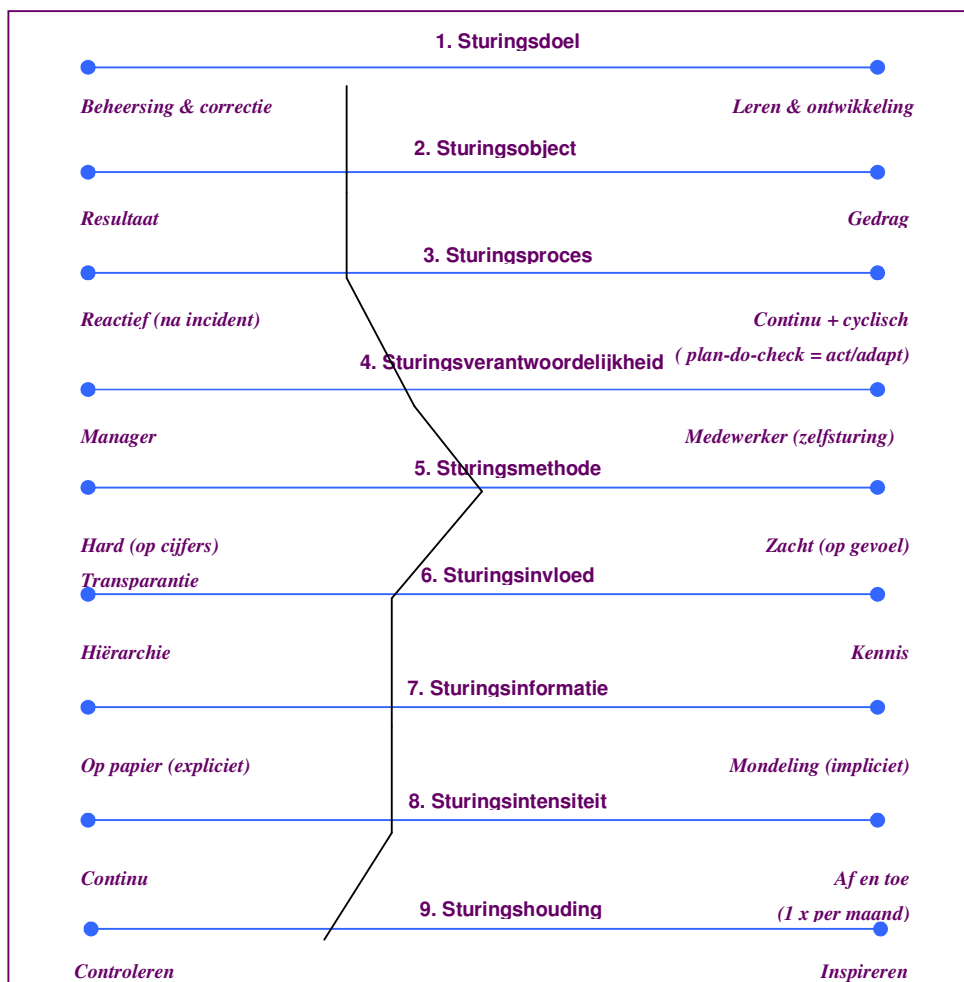 1. Sturingsdoel
Beheersing & correctie
Leren & ontwikkeling
2. Sturingsobject
Resultaat
Gedrag
3. Sturingsproces
Reactief (na incident)
Continu + cyclisch
( plan-do-check = act/adapt)
4. Sturingsverantwoordelijkheid
Manager
Medewerker (zelfsturing)
5. Sturingsmethode
Hard (op cijfers)
Transparantie
Zacht (op gevoel)
6. Sturingsinvloed
Hiërarchie
Kennis
7. Sturingsinformatie
Op papier (expliciet)
Mondeling (impliciet)
8. Sturingsintensiteit
Continu
Af en toe
(1 x per maand)
9. Sturingshouding
Controleren
Inspireren